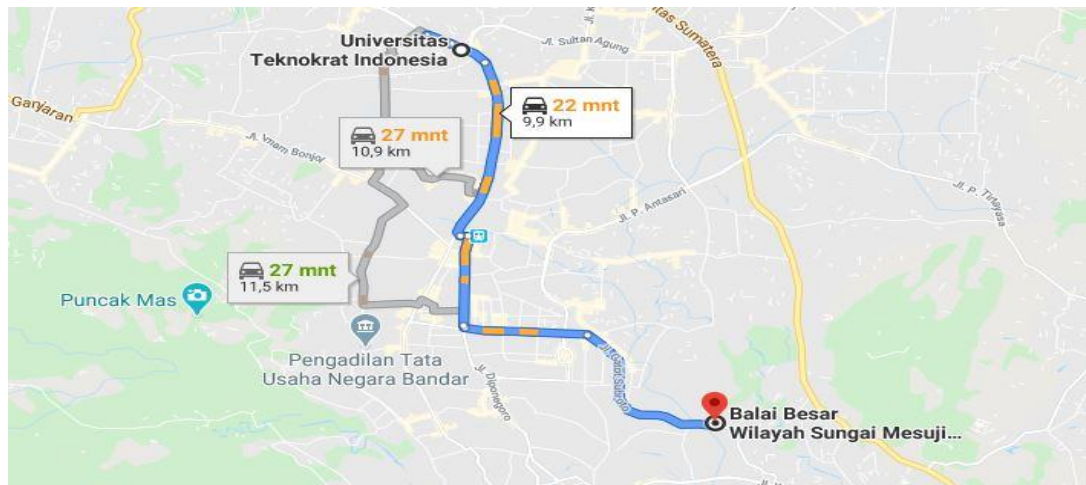 Universitas
Teknokrat Indonesia
Jl. Sultan Agung
Ganjaran
22 mnt
9,9 km
27 mnt
10,9 km
Jl. P. Antasari
Jl. P. Tirtayasa
27 mnt
11,5 km
Puncak Mas
Pengadilan Tata
Usaha Negara Bandar
Jl. Diponegoro
Balai Besar
Wilayah Sungai Mesuji...